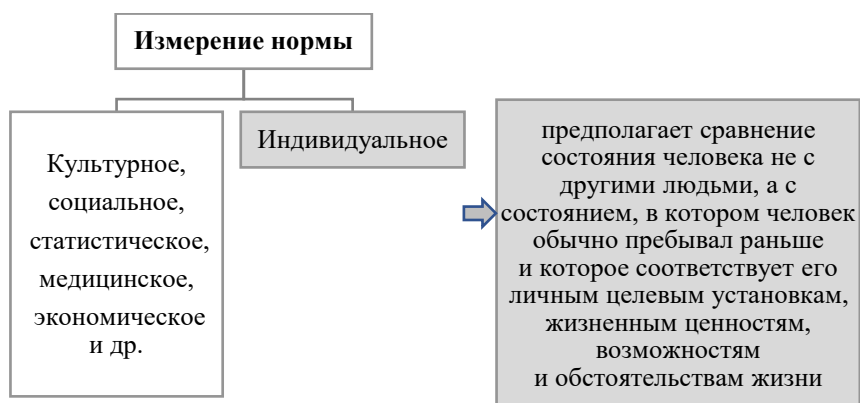 Измерение нормы
Культурное,
социальное,
статистическое,
медицинское,
экономическое
и др.
Индивидуальное
предполагает сравнение
состояния человека не с
другими людьми, а с
состоянием, в котором человек
обычно пребывал раньше
и которое соответствует его
личным целевым установкам,
жизненным ценностям,
возможностям
и обстоятельствам жизни